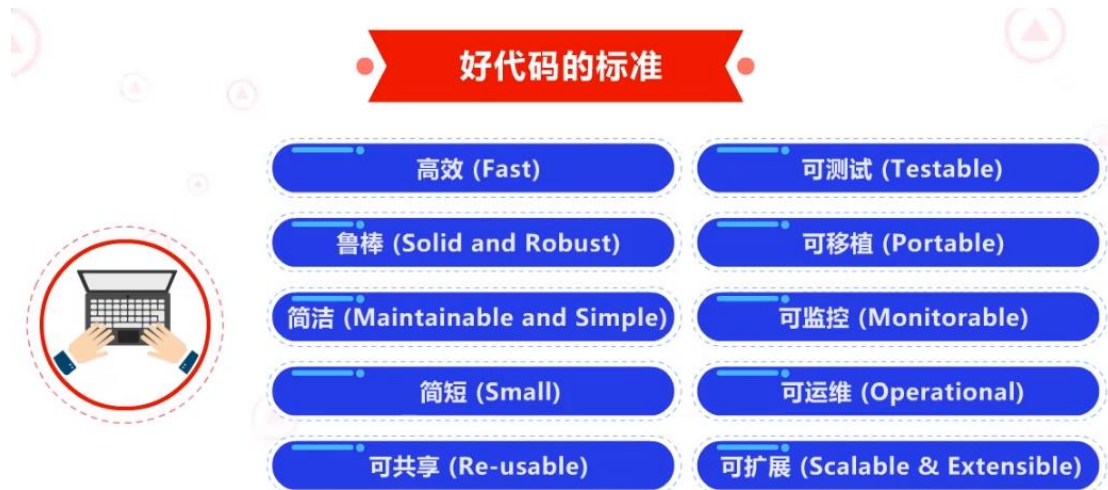 好代码的标准
高效 (Fast)
可测试 (Testable)
鲁棒 (Solid and Robust)
可移植 (Portable)
简洁 (Maintainable and Simple)
可监控 (Monitorable)
简短 (Small)
可运维 (Operational)
可共享 (Re-usable)
可扩展 (Scalable & Extensible)